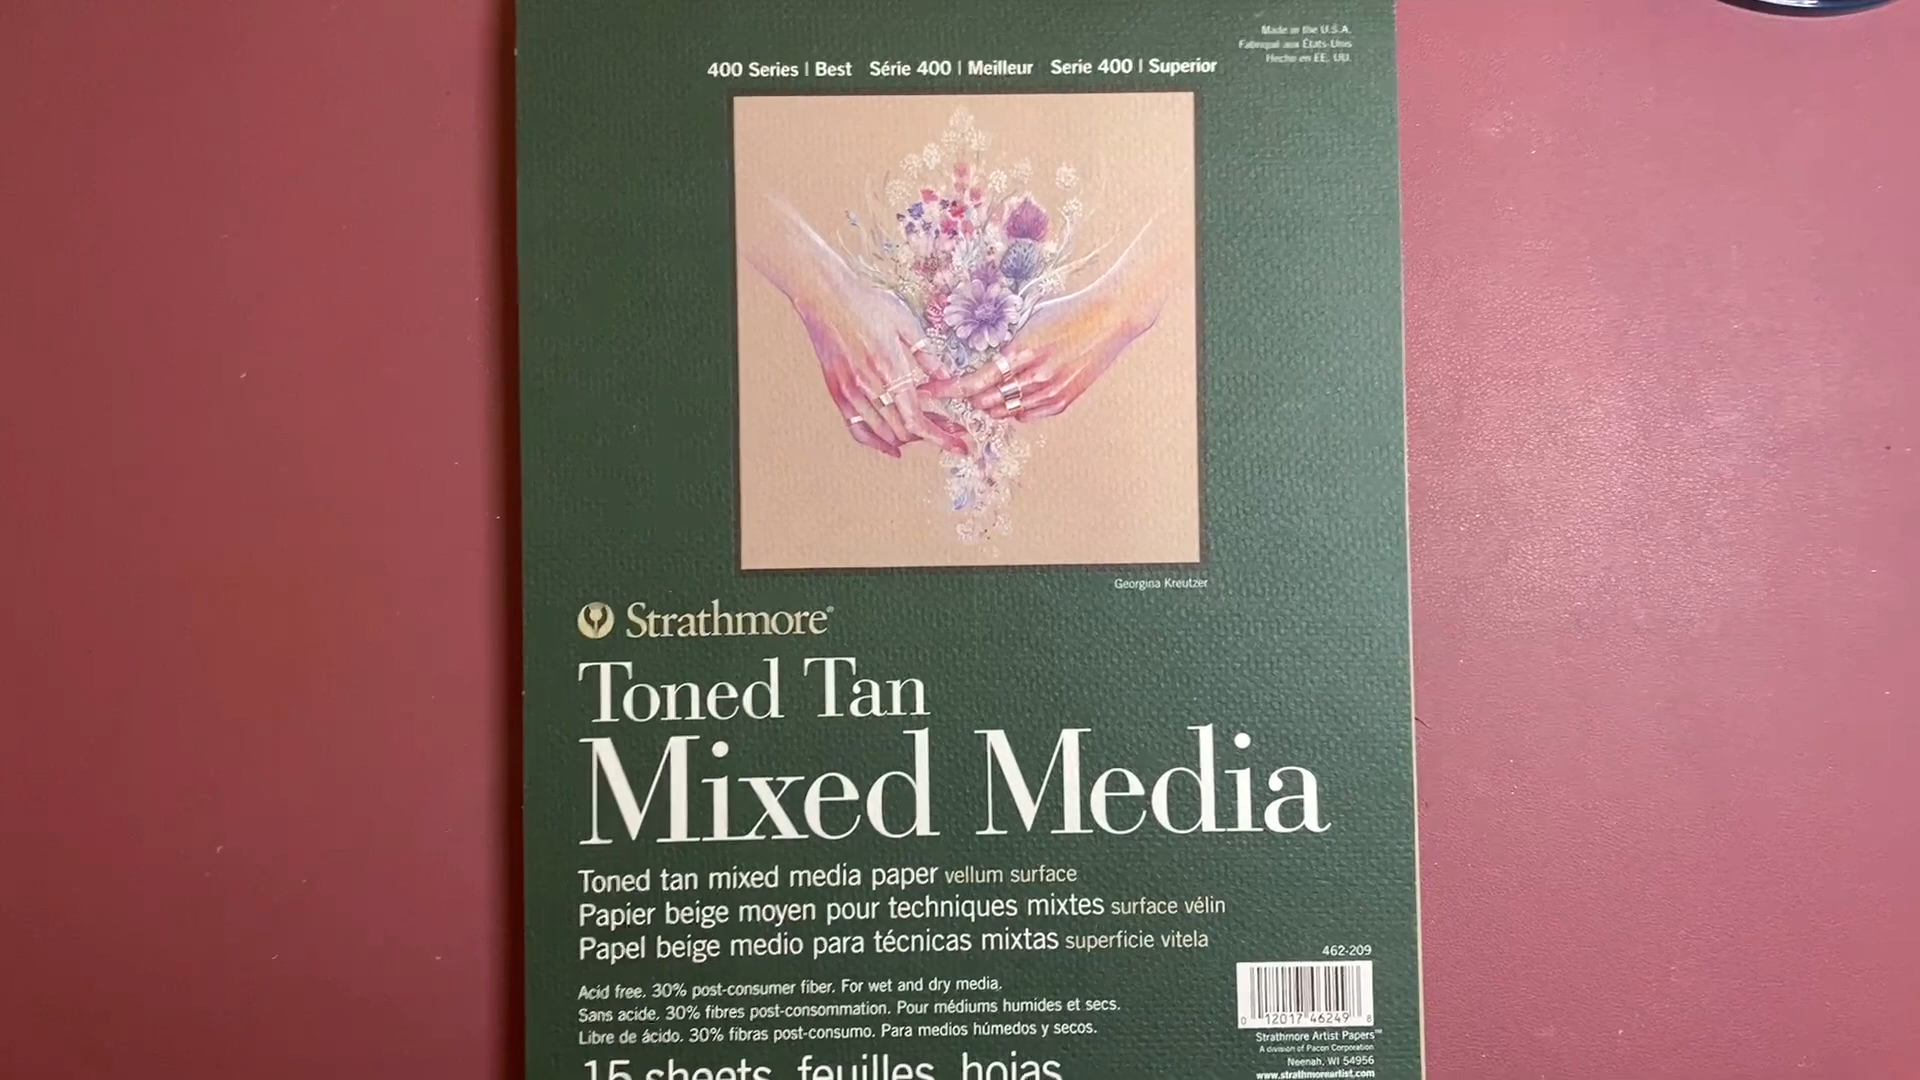 Made in the U.S.A.
Fabriqué aux États-Unis
Hecho en EE. UU.
400 Series | Best Série 400 | Meilleur Serie 400 | Superior
Georgina Kreutzer
Strathmore®
Toned Tan
Mixed Media
Toned tan mixed media paper vellum surface
Papier beige moyen pour techniques mixtes surface vélin
Papel beige medio para técnicas mixtas superficie vitela
462-209
Acid free. 30% post-consumer fiber. For wet and dry media.
Sans acide. 30% fibres post-consommation. Pour médiums humides et secs.
Libre de ácido. 30% fibras post-consumo. Para medios húmedos y secos.
0 12017 46249 8
Strathmore Artist Papers™
A division of Pacon Corporation
Neenah, WI 54956
www.strathmoreartist.com
15 sheets, feuilles, hojas